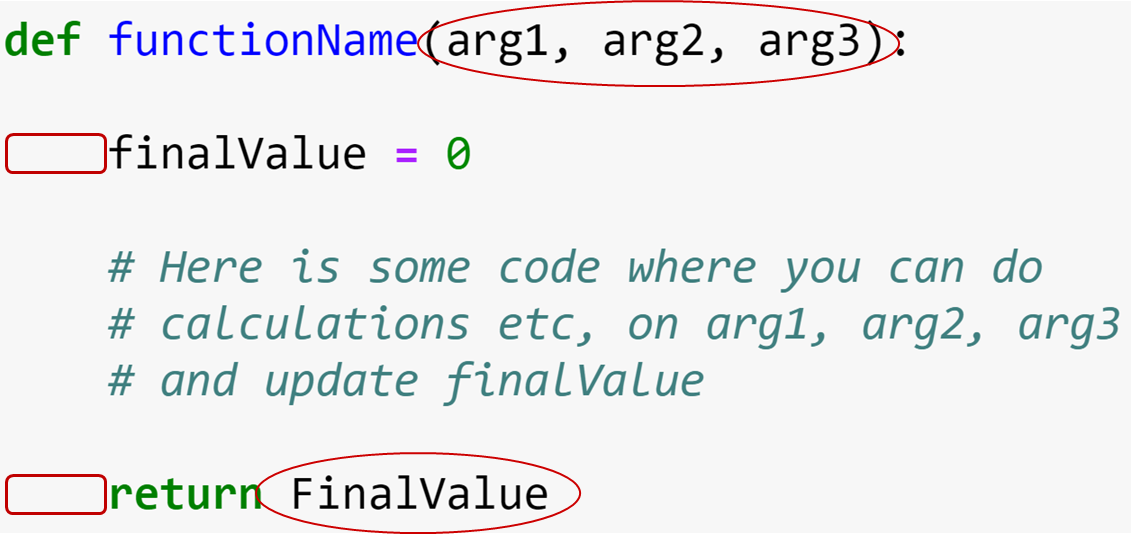 def functionName(arg1, arg2, arg3):
finalValue = 0
# Here is some code where you can do
# calculations etc, on arg1, arg2, arg3
# and update finalValue
return FinalValue